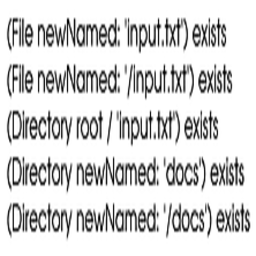 (File newNamed: 'input.txt') exists
(File newNamed: '/input.txt') exists
(Directory root / 'input.txt') exists
(Directory newNamed: 'docs') exists
(Directory newNamed: '/docs') exists